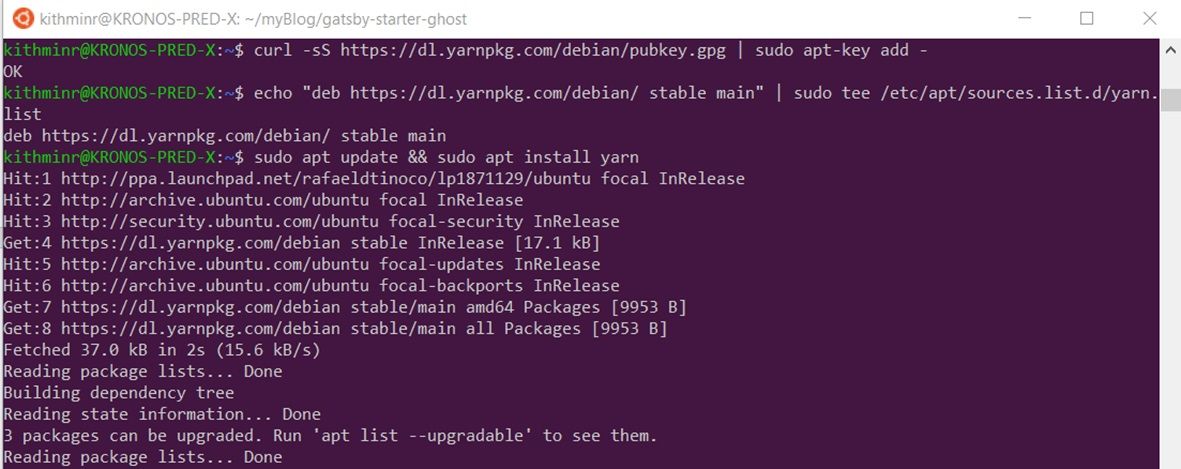 kithminr@KRONOS-PRED-X: ~/myBlog/gatsby-starter-ghost
kithminr@KRONOS-PRED-X:~$ curl -sS https://dl.yarnpkg.com/debian/pubkey.gpg | sudo apt-key add -
OK
kithminr@KRONOS-PRED-X:~$ echo "deb https://dl.yarnpkg.com/debian/ stable main" | sudo tee /etc/apt/sources.list.d/yarn.
list
deb https://dl.yarnpkg.com/debian/ stable main
kithminr@KRONOS-PRED-X:~$ sudo apt update && sudo apt install yarn
Hit:1 http://ppa.launchpad.net/rafaeldtinoco/lp1871129/ubuntu focal InRelease
Hit:2 http://archive.ubuntu.com/ubuntu focal InRelease
Hit:3 http://security.ubuntu.com/ubuntu focal-security InRelease
Get:4 https://dl.yarnpkg.com/debian stable InRelease [17.1 kB]
Hit:5 http://archive.ubuntu.com/ubuntu focal-updates InRelease
Hit:6 http://archive.ubuntu.com/ubuntu focal-backports InRelease
Get:7 https://dl.yarnpkg.com/debian stable/main amd64 Packages [9953 B]
Get:8 https://dl.yarnpkg.com/debian stable/main all Packages [9953 B]
Fetched 37.0 kB in 2s (15.6 kB/s)
Reading package lists... Done
Building dependency tree
Reading state information... Done
3 packages can be upgraded. Run 'apt list --upgradable' to see them.
Reading package lists... Done